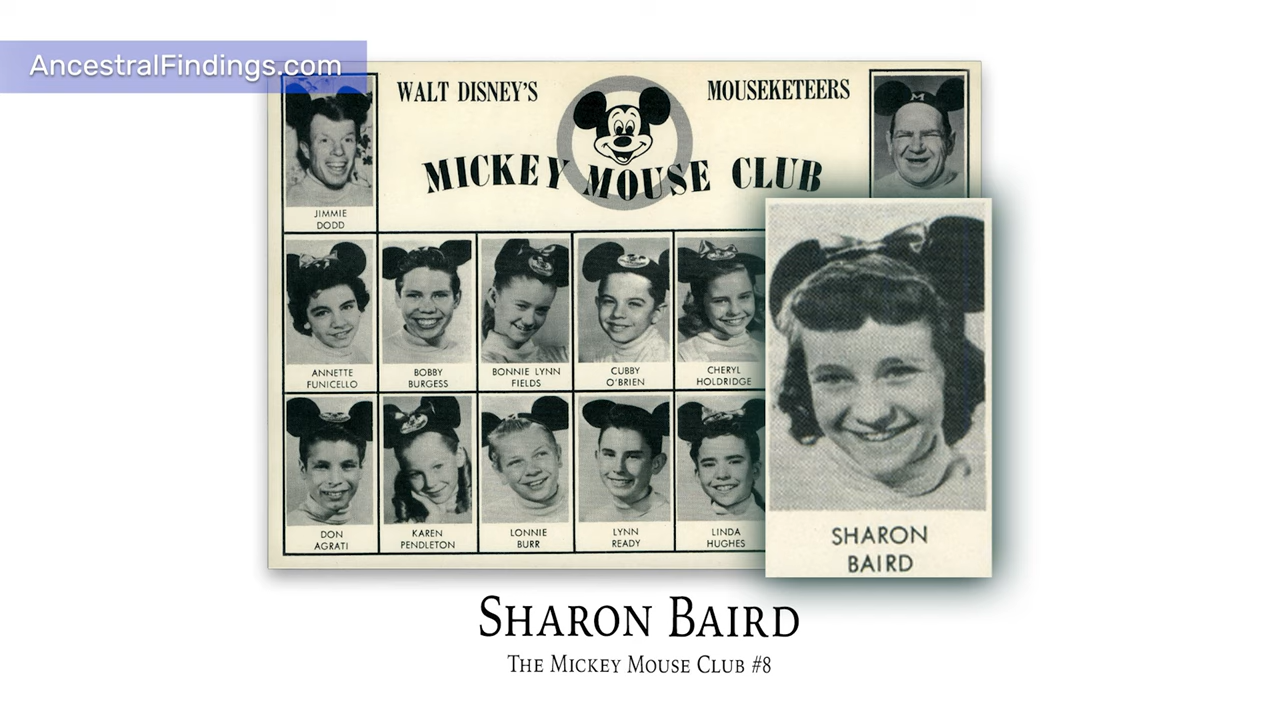 AncestralFindings.com
WALT DISNEY'S
MOUSEKETEERS
MICKEY MOUSE CLUB
M
JIMMIE
DODD
ANNETTE
FUNICELLO
BOBBY
BURGESS
BONNIE LYNN
FIELDS
CUBBY
O'BRIEN
CHERYL
HOLDRIDGE
DON
AGRATI
KAREN
PENDLETON
LONNIE
BURR
LYNN
READY
LINDA
HUGHES
SHARON
BAIRD
SHARON BAIRD
THE MICKEY MOUSE CLUB #8